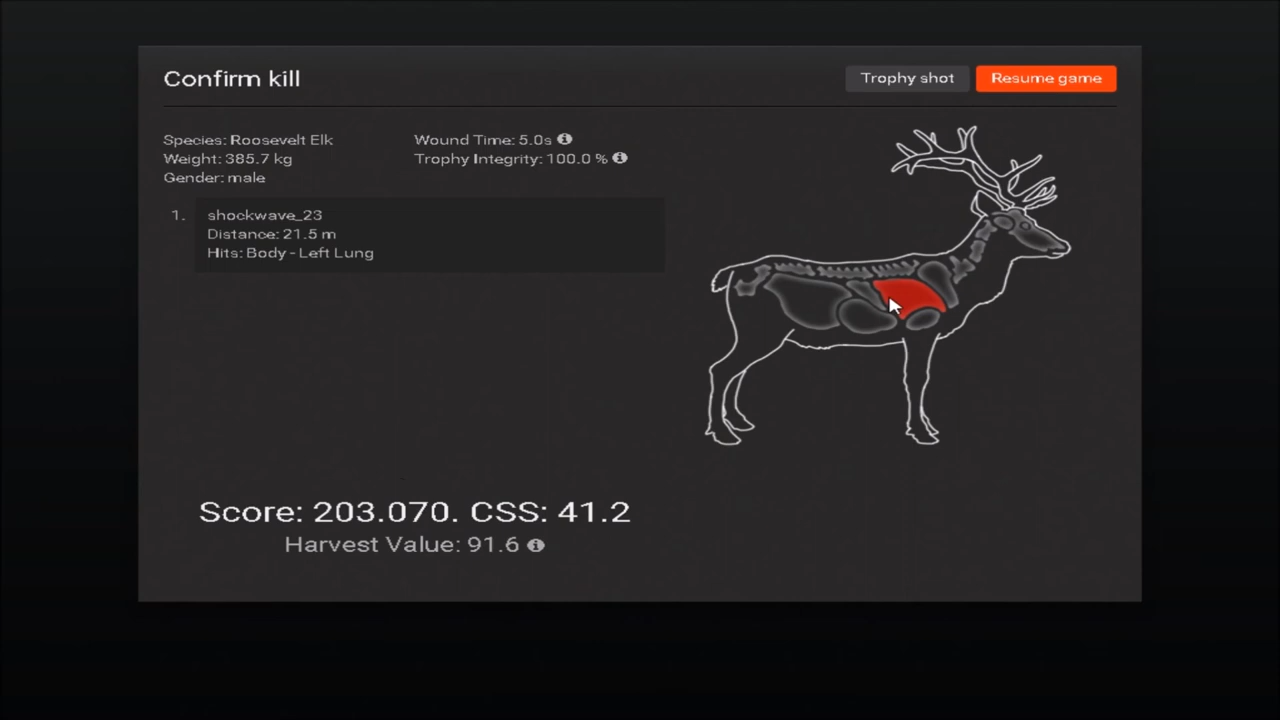 Confirm kill
Trophy shot
Resume game
Species: Roosevelt Elk
Weight: 385.7 kg
Gender: male
Wound Time: 5.0s
Trophy Integrity: 100.0 %
1.
shockwave_23
Distance: 21.5 m
Hits: Body - Left Lung
Score: 203.070. CSS: 41.2
Harvest Value: 91.6